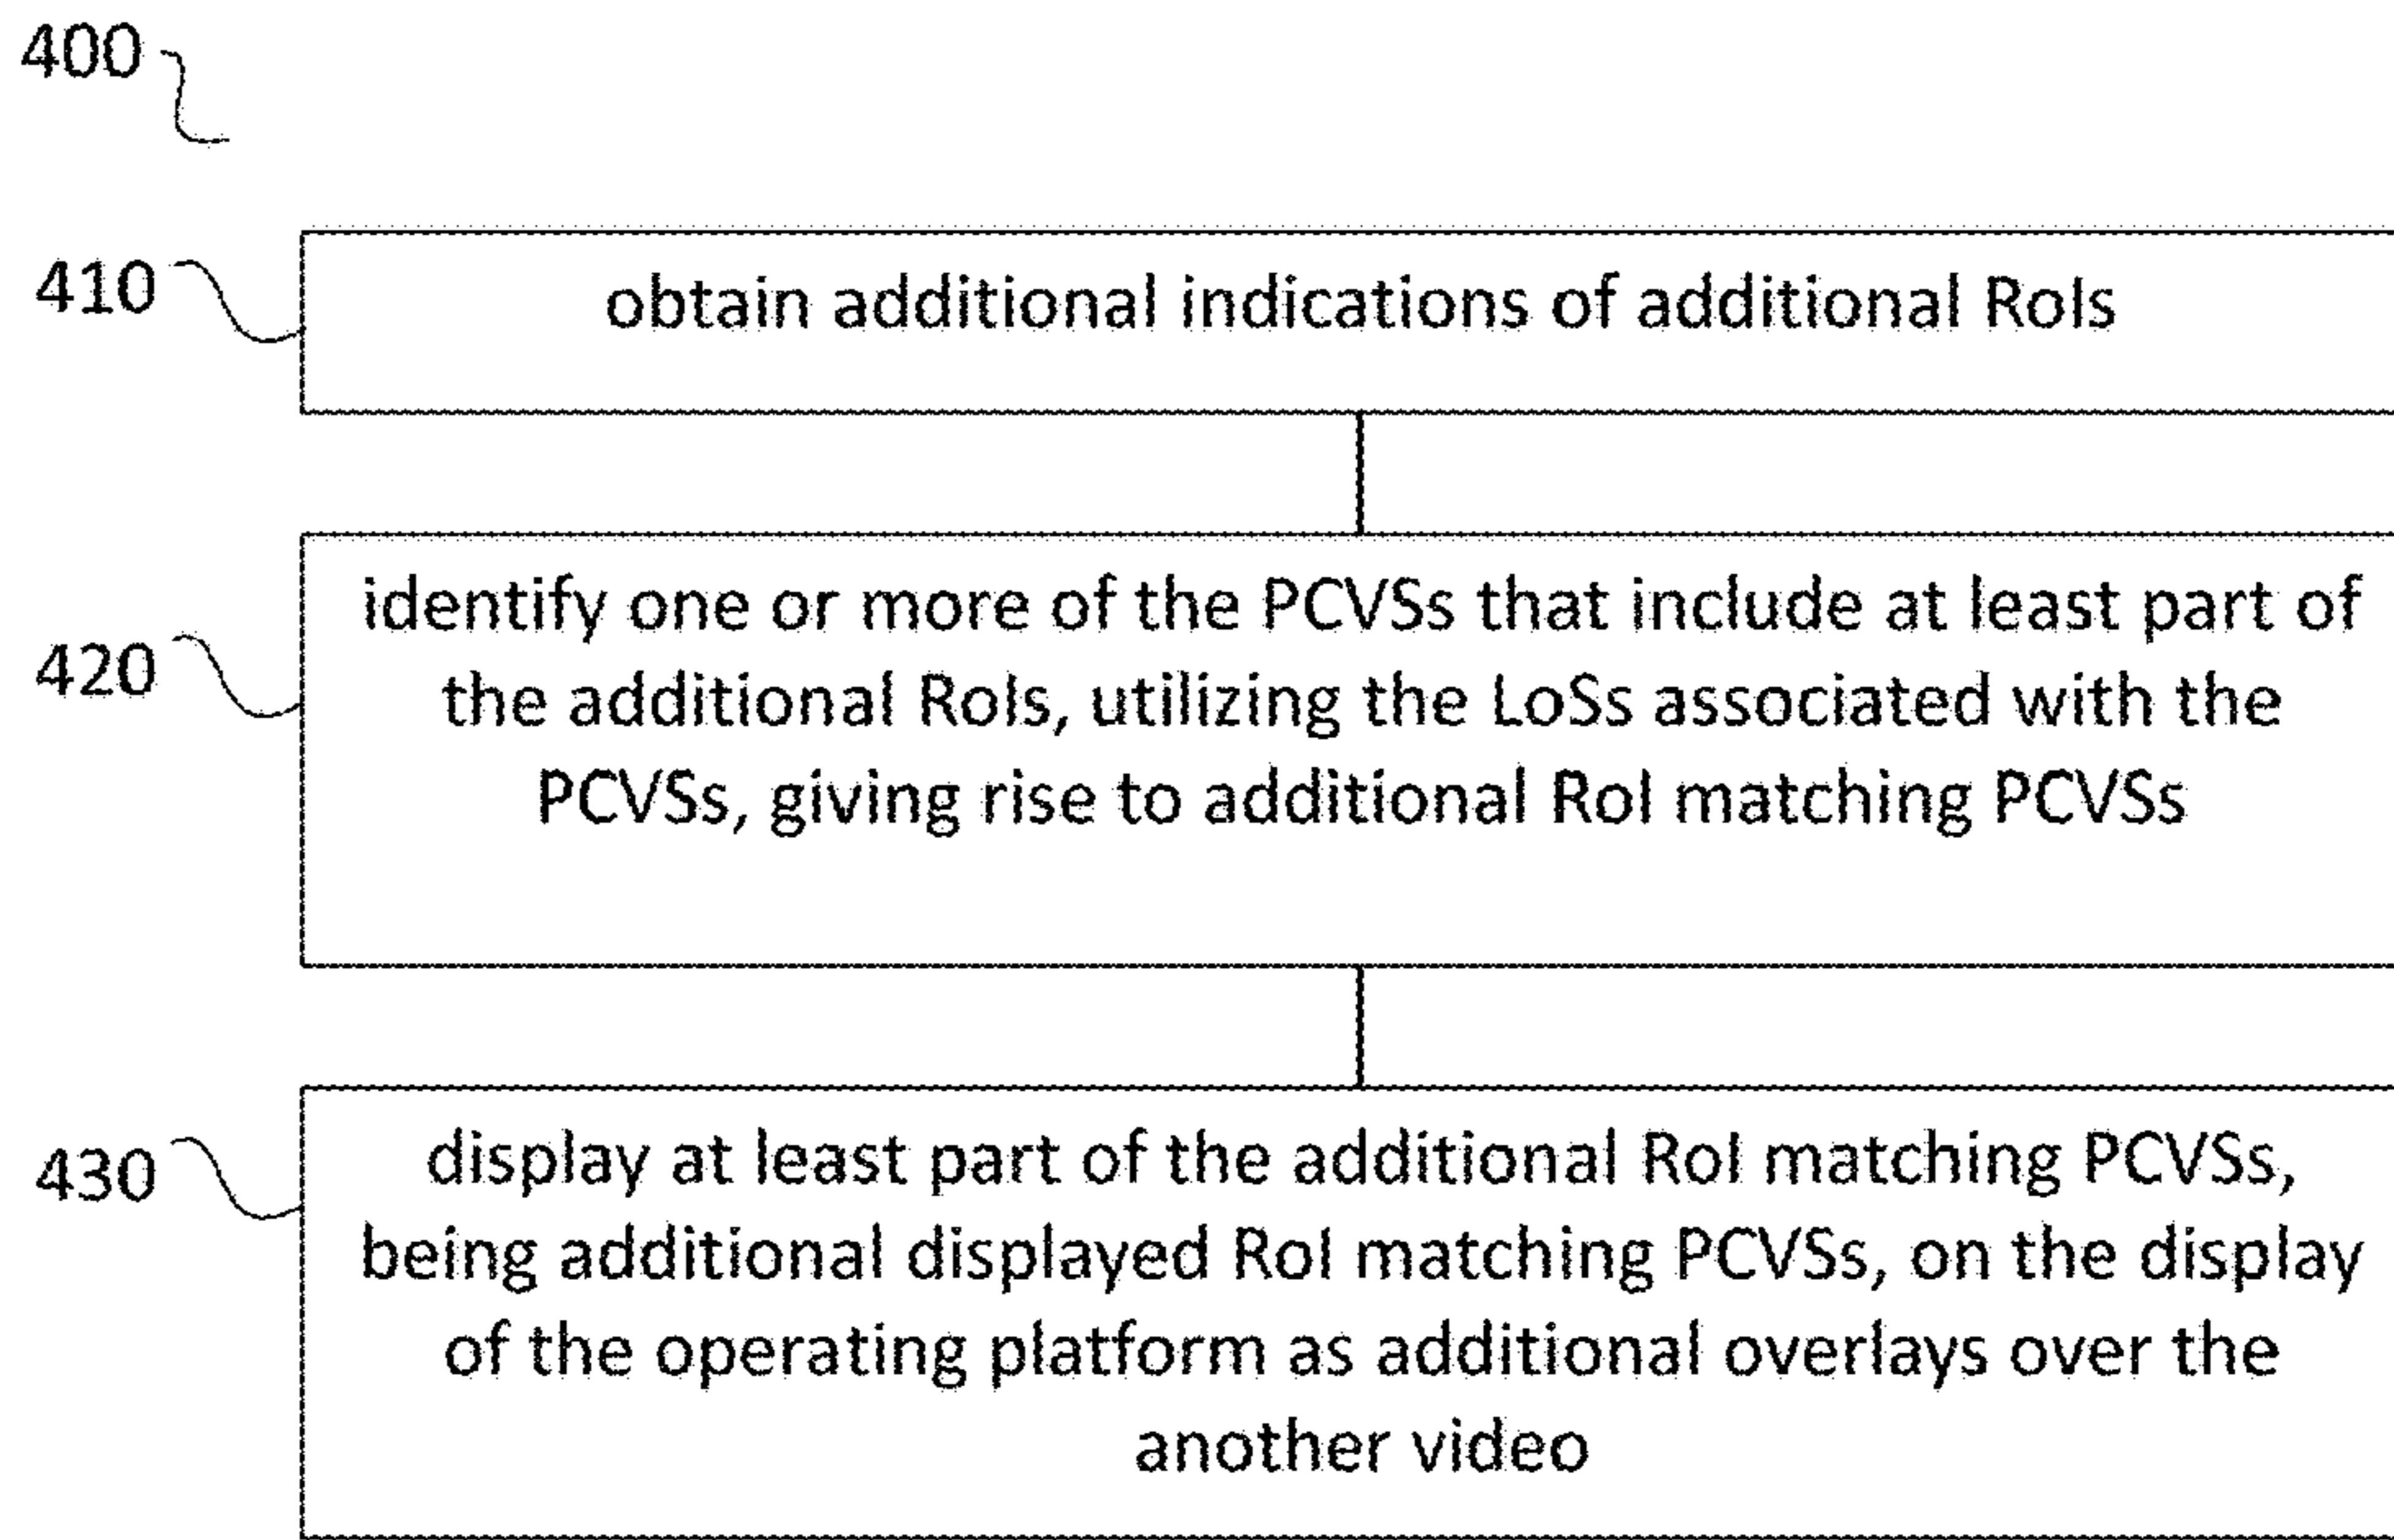 400
410
obtain additional indications of additional RoIs
420
identify one or more of the PCVSs that include at least part of
the additional RoIs, utilizing the LoSs associated with the
PCVSs, giving rise to additional RoI matching PCVSs
430
display at least part of the additional RoI matching PCVSs,
being additional displayed RoI matching PCVSs, on the display
of the operating platform as additional overlays over the
another video